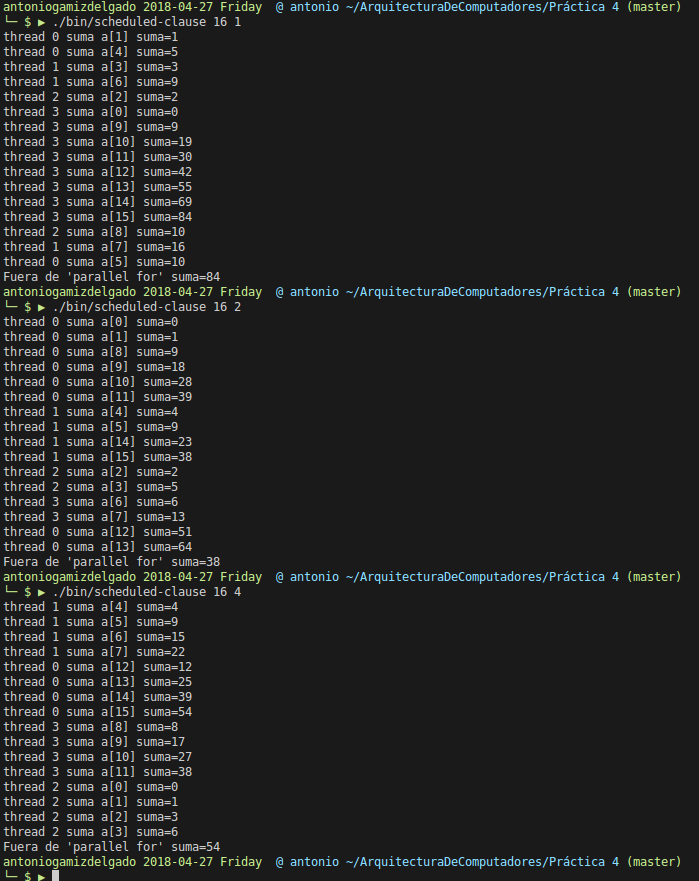 antoniogamizdelgado 2018-04-27 Friday  @ antonio ~/ArquitecturaDeComputadores/Práctica 4 (master)
└─ $ ▶ ./bin/scheduled-clause 16 1
thread 0 suma a[1] suma=1
thread 0 suma a[4] suma=5
thread 1 suma a[3] suma=3
thread 1 suma a[6] suma=9
thread 2 suma a[2] suma=2
thread 3 suma a[0] suma=0
thread 3 suma a[9] suma=9
thread 3 suma a[10] suma=19
thread 3 suma a[11] suma=30
thread 3 suma a[12] suma=42
thread 3 suma a[13] suma=55
thread 3 suma a[14] suma=69
thread 3 suma a[15] suma=84
thread 2 suma a[8] suma=10
thread 1 suma a[7] suma=16
thread 0 suma a[5] suma=10
Fuera de 'parallel for' suma=84
antoniogamizdelgado 2018-04-27 Friday  @ antonio ~/ArquitecturaDeComputadores/Práctica 4 (master)
└─ $ ▶ ./bin/scheduled-clause 16 2
thread 0 suma a[0] suma=0
thread 0 suma a[1] suma=1
thread 0 suma a[8] suma=9
thread 0 suma a[9] suma=18
thread 0 suma a[10] suma=28
thread 0 suma a[11] suma=39
thread 1 suma a[4] suma=4
thread 1 suma a[5] suma=9
thread 1 suma a[14] suma=23
thread 1 suma a[15] suma=38
thread 2 suma a[2] suma=2
thread 2 suma a[3] suma=5
thread 3 suma a[6] suma=6
thread 3 suma a[7] suma=13
thread 0 suma a[12] suma=51
thread 0 suma a[13] suma=64
Fuera de 'parallel for' suma=38
antoniogamizdelgado 2018-04-27 Friday  @ antonio ~/ArquitecturaDeComputadores/Práctica 4 (master)
└─ $ ▶ ./bin/scheduled-clause 16 4
thread 1 suma a[4] suma=4
thread 1 suma a[5] suma=9
thread 1 suma a[6] suma=15
thread 1 suma a[7] suma=22
thread 0 suma a[12] suma=12
thread 0 suma a[13] suma=25
thread 0 suma a[14] suma=39
thread 0 suma a[15] suma=54
thread 3 suma a[8] suma=8
thread 3 suma a[9] suma=17
thread 3 suma a[10] suma=27
thread 3 suma a[11] suma=38
thread 2 suma a[0] suma=0
thread 2 suma a[1] suma=1
thread 2 suma a[2] suma=3
thread 2 suma a[3] suma=6
Fuera de 'parallel for' suma=54
antoniogamizdelgado 2018-04-27 Friday  @ antonio ~/ArquitecturaDeComputadores/Práctica 4 (master)
└─ $ ▶